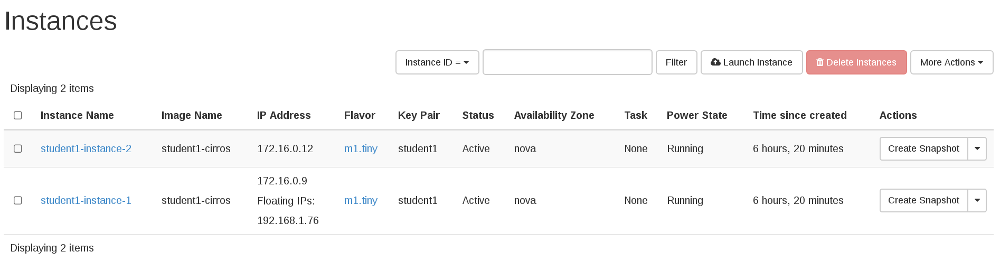 Instances
Instance ID = Filter Launch Instance Delete Instances More Actions
Displaying 2 items
Instance Name Image Name IP Address Flavor Key Pair Status Availability Zone Task Power State Time since created Actions
student1-instance-2 student1-cirros 172.16.0.12 m1.tiny student1 Active nova None Running 6 hours, 20 minutes Create Snapshot
172.16.0.9
student1-instance-1 student1-cirros Floating IPs: m1.tiny student1 Active nova None Running 6 hours, 20 minutes Create Snapshot
192.168.1.76
Displaying 2 items